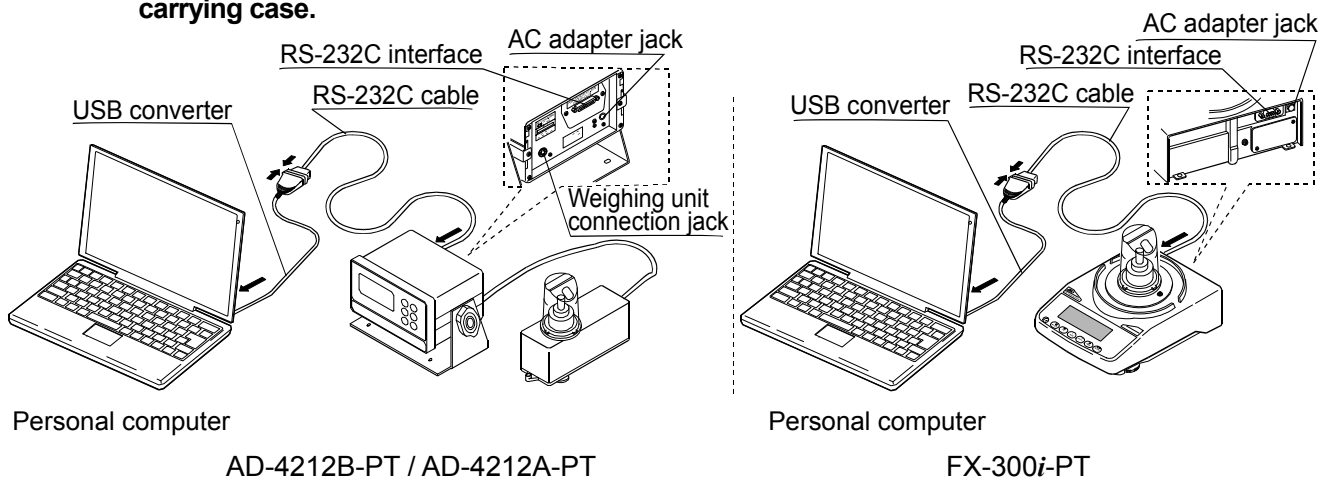 carrying case.
AC adapter jack
RS-232C interface
RS-232C cable
USB converter
Weighing unit
connection jack
Personal computer
AD-4212B-PT / AD-4212A-PT
AC adapter jack
RS-232C interface
RS-232C cable
USB converter
Personal computer
FX-300i-PT